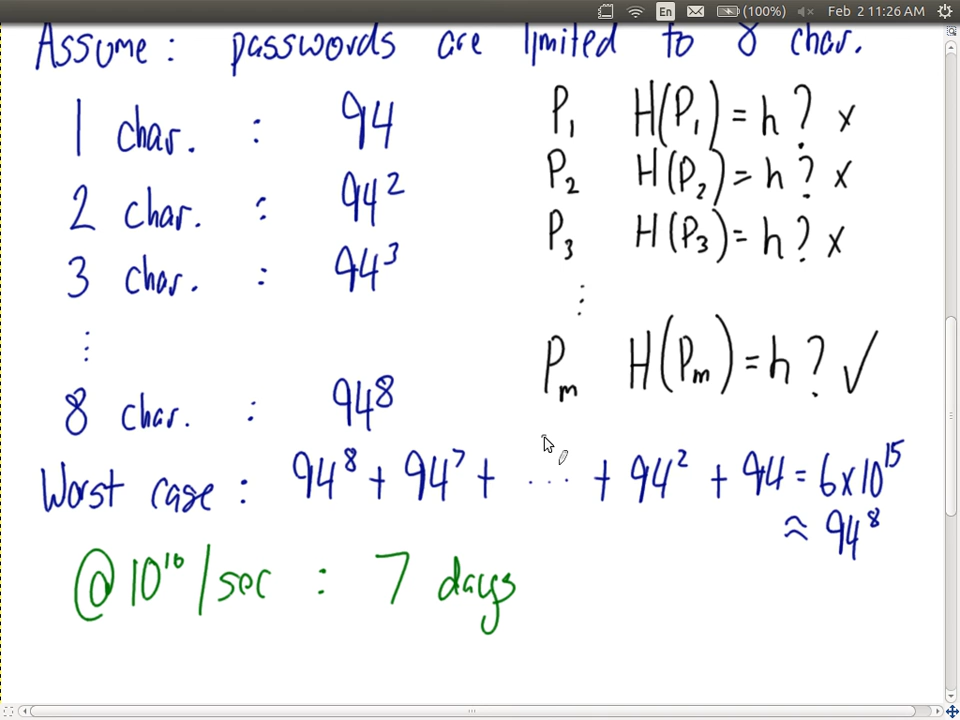 En (100%) Feb 2 11:26 AM
Assume: passwords are limited to 8 char.
1 char. : 94
2 char. : 94²
3 char. : 94³
⋮
8 char. : 94⁸
P₁ H(P₁) = h ? x
P₂ H(P₂) = h ? x
P₃ H(P₃) = h ? x
⋮
Pₘ H(Pₘ) = h ? ✓
Worst case : 94⁸ + 94⁷ + ... + 94² + 94 = 6x10¹⁵
≈ 94⁸
@10¹⁰/sec : 7 days